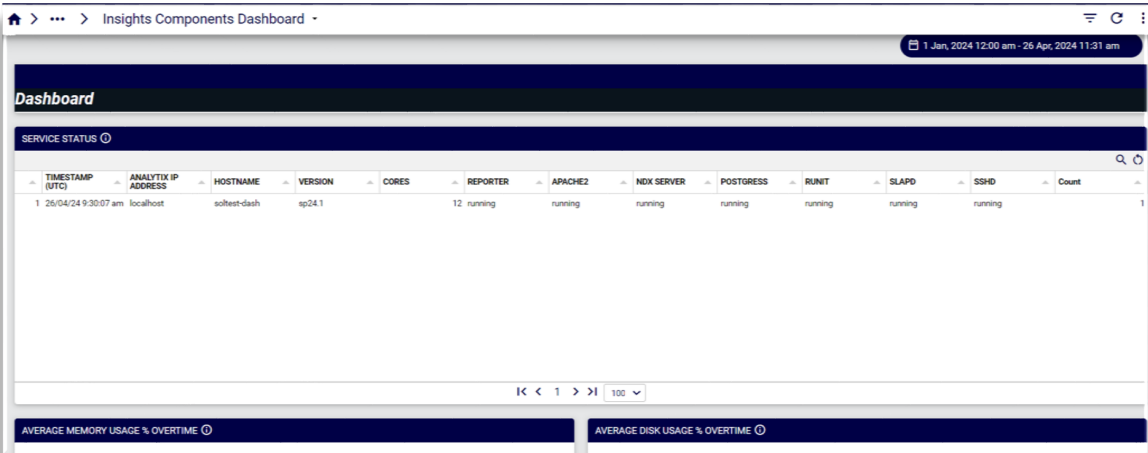 ... Insights Components Dashboard
1 Jan, 2024 12:00 am - 26 Apr, 2024 11:31 am
Dashboard
SERVICE STATUS
TIMESTAMP (UTC) ANALYTIX IP ADDRESS HOSTNAME VERSION CORES REPORTER APACHE2 NDX SERVER POSTGRESS RUNIT SLAPD SSHD Count
1 26/04/24 9:30:07 am localhost soltest-dash sp24.1 12 running running running running running running running 1
1 100
AVERAGE MEMORY USAGE % OVERTIME AVERAGE DISK USAGE % OVERTIME